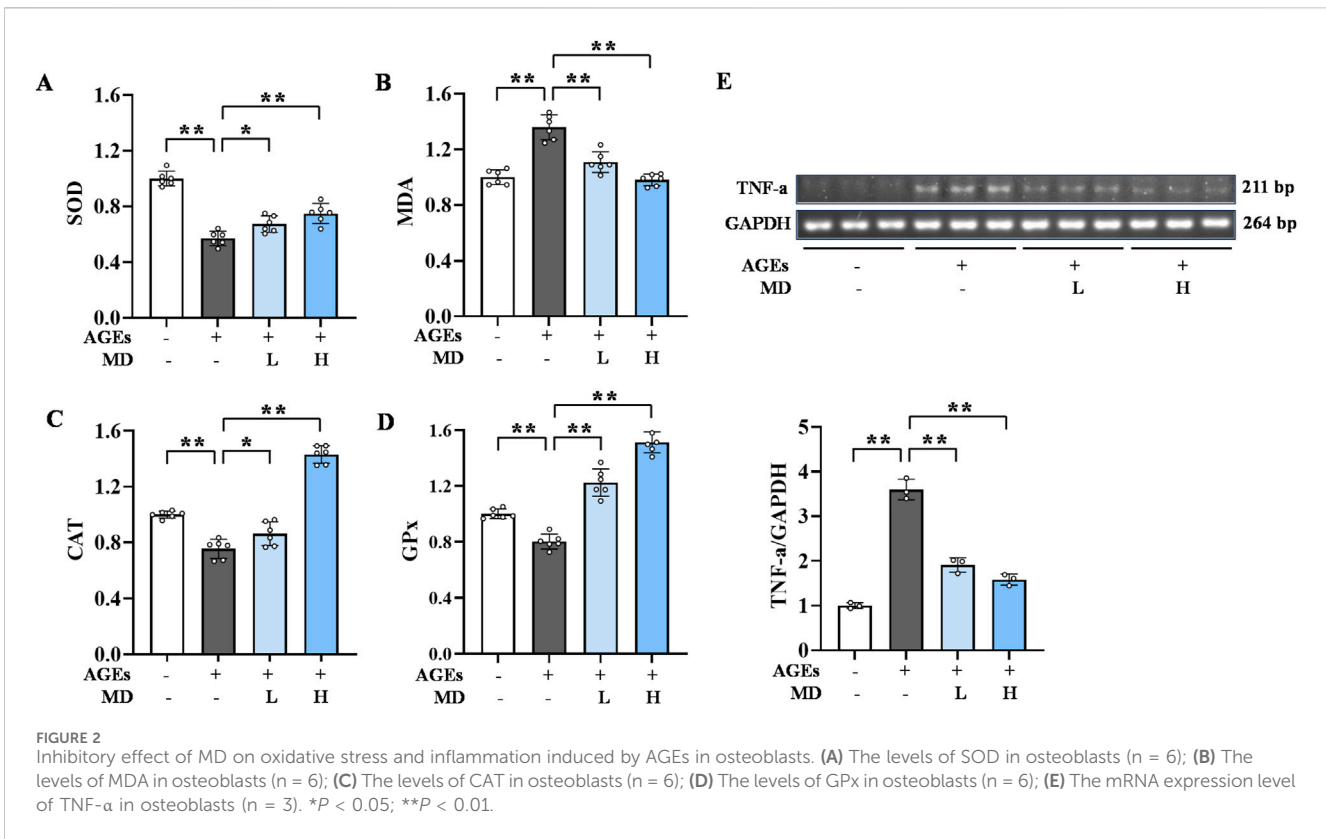 A
**
**
*
1.6
1.2
0.8
0.4
0.0
SOD
AGEs - + + +
MD - - L H
B
**
** **
1.6
1.2
0.8
0.4
0.0
MDA
AGEs - + + +
MD - - L H
E
TNF-a 211 bp
GAPDH 264 bp
AGEs - + + +
MD - - L H
C
**
** *
1.6
1.2
0.8
0.4
0.0
CAT
AGEs - + + +
MD - - L H
D
**
** **
1.6
1.2
0.8
0.4
0.0
GPx
AGEs - + + +
MD - - L H
**
** **
5
4
3
2
1
0
TNF-a/GAPDH
AGEs - + + +
MD - - L H
FIGURE 2
Inhibitory effect of MD on oxidative stress and inflammation induced by AGEs in osteoblasts. (A) The levels of SOD in osteoblasts (n = 6); (B) The
levels of MDA in osteoblasts (n = 6); (C) The levels of CAT in osteoblasts (n = 6); (D) The levels of GPx in osteoblasts (n = 6); (E) The mRNA expression level
of TNF-α in osteoblasts (n = 3). *P < 0.05; **P < 0.01.